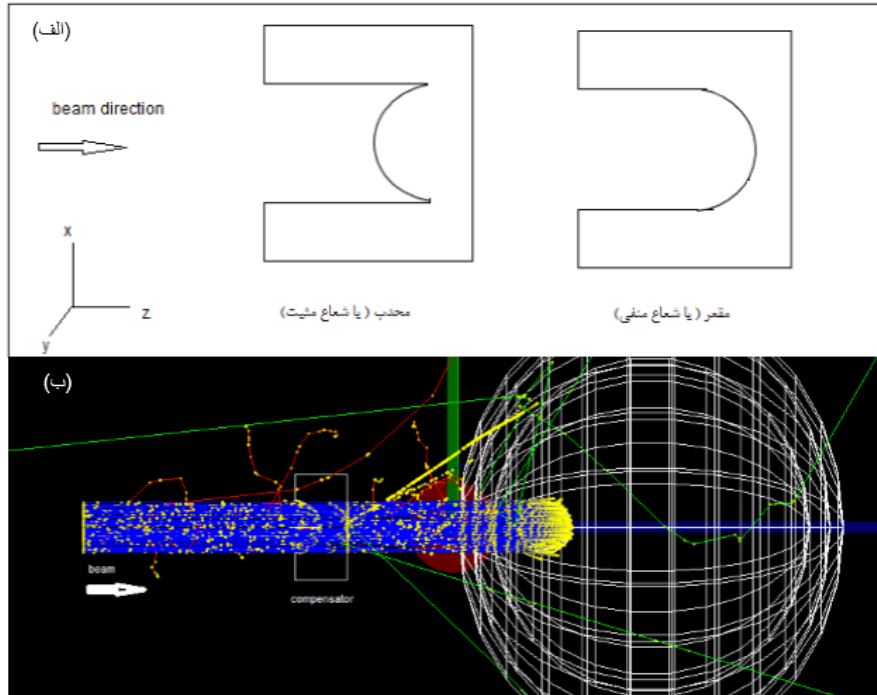 (الف)
beam direction
x
z
y
محدب ( یا شعاع مثبت)
مقعر ( یا شعاع منفی)
(ب)
beam
compensator